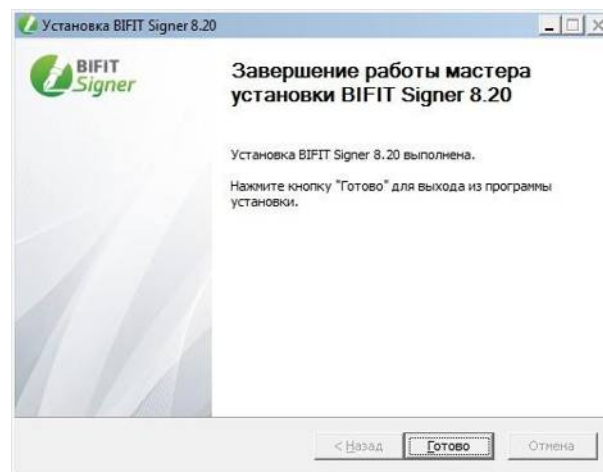 Установка BIFIT Signer 8.20
BIFIT
Signer
Завершение работы мастера
установки BIFIT Signer 8.20
Установка BIFIT Signer 8.20 выполнена.
Нажмите кнопку "Готово" для выхода из программы
установки.
< Назад
Готово
Отмена